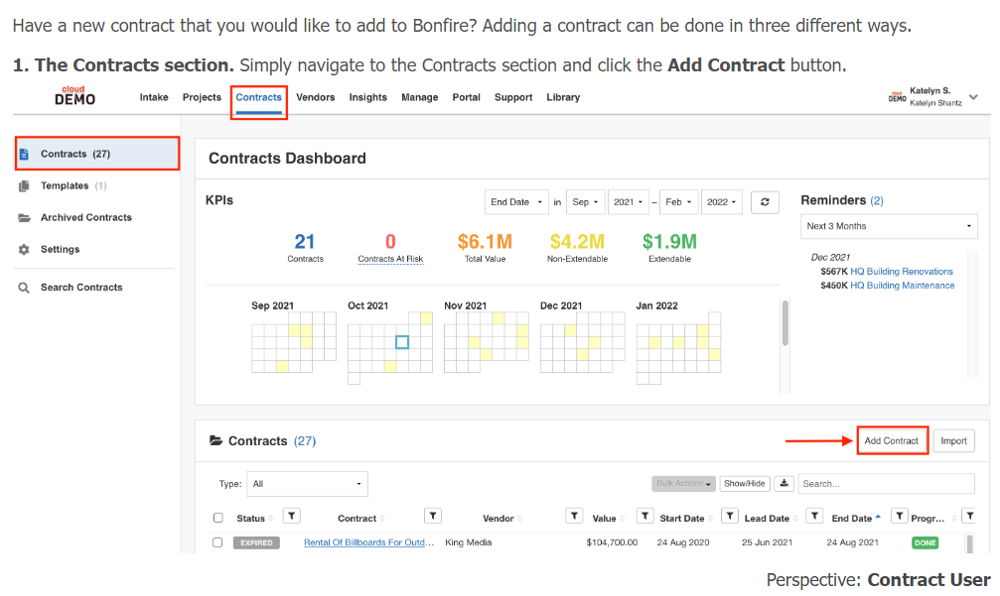 Have a new contract that you would like to add to Bonfire? Adding a contract can be done in three different ways.
1. The Contracts section. Simply navigate to the Contracts section and click the Add Contract button.
cloud
DEMO
Intake Projects Contracts Vendors Insights Manage Portal Support Library
cloud
DEMO
Katelyn S.
Katelyn Shantz
Contracts (27)
Templates (1)
Archived Contracts
Settings
Search Contracts
Contracts Dashboard
KPIs
End Date in Sep 2021 – Feb 2022
21 0 $6.1M $4.2M $1.9M
Contracts Contracts At Risk Total Value Non-Extendable Extendable
Sep 2021 Oct 2021 Nov 2021 Dec 2021 Jan 2022
Reminders (2)
Next 3 Months
Dec 2021
$567K HQ Building Renovations
$450K HQ Building Maintenance
Contracts (27)
Add Contract Import
Type: All
Bulk Actions Show/Hide Search...
Status Contract Vendor Value Start Date Lead Date End Date Progr...
EXPIRED Rental Of Billboards For Outd... King Media $104,700.00 24 Aug 2020 25 Jun 2021 24 Aug 2021 DONE
Perspective: Contract User